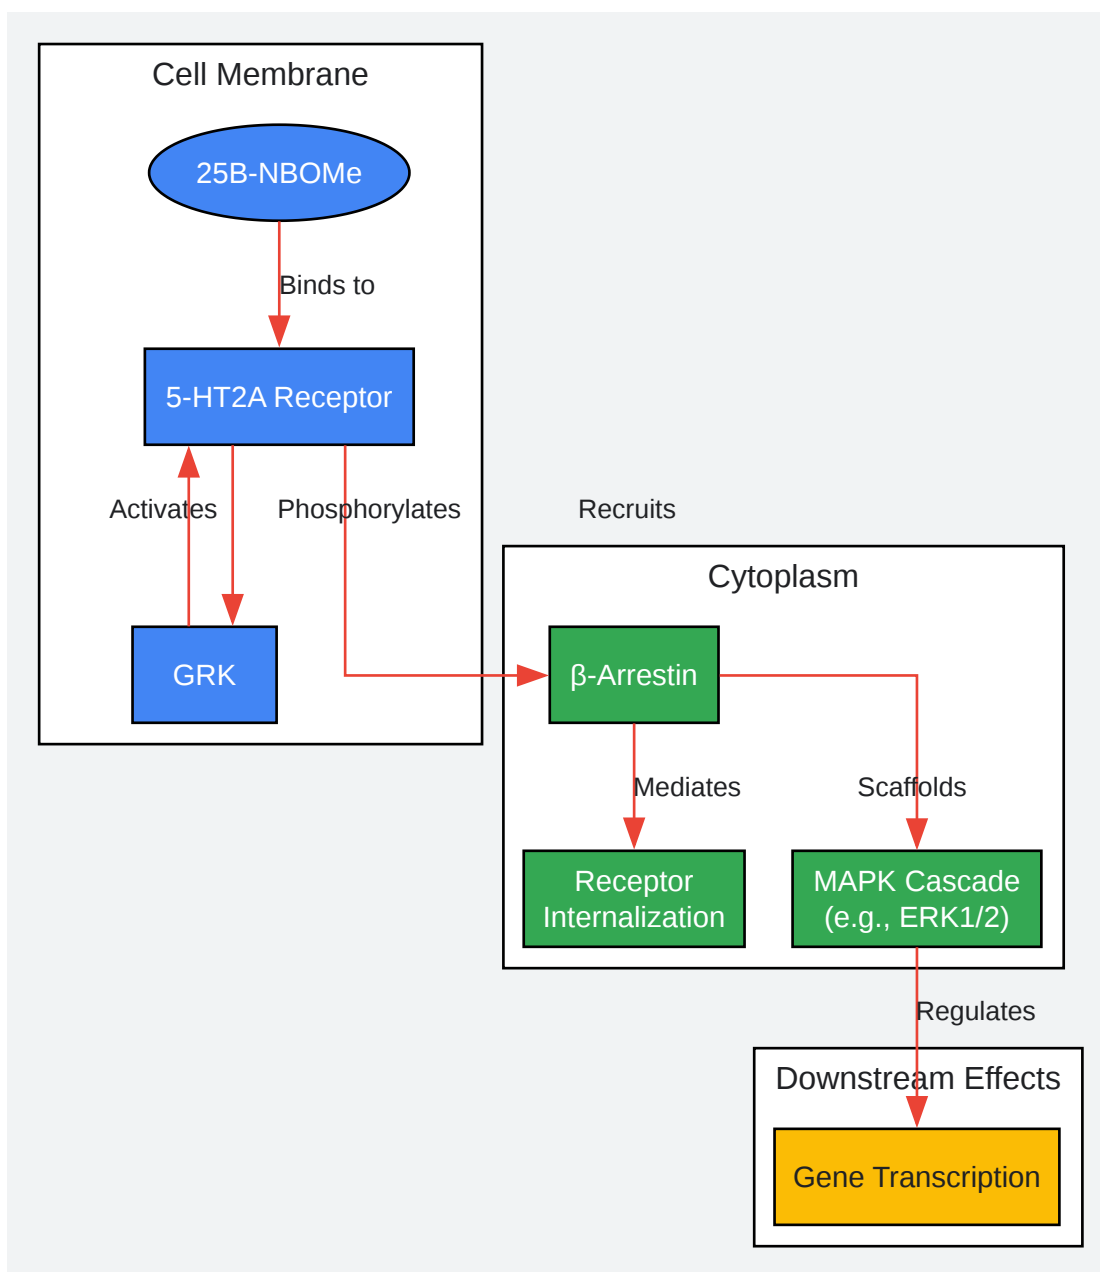 Cell Membrane
25B-NBOMe
Binds to
5-HT2A Receptor
Activates
Phosphorylates
Recruits
Cytoplasm
GRK
β-Arrestin
Mediates
Scaffolds
Receptor
Internalization
MAPK Cascade
(e.g., ERK1/2)
Regulates
Downstream Effects
Gene Transcription